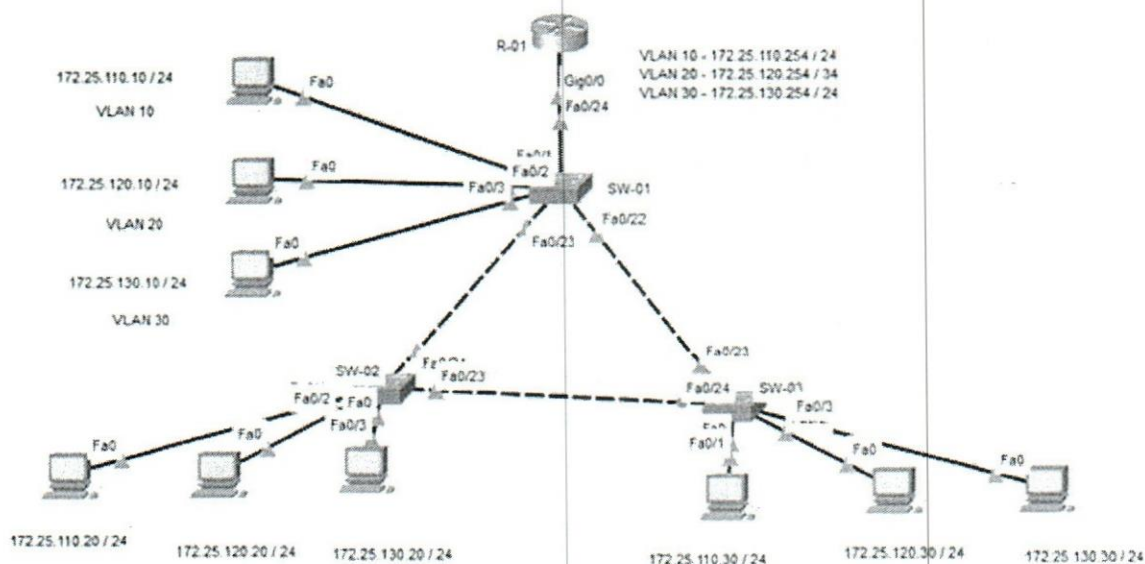 R-01
VLAN 10 - 172.25.110.254 / 24
VLAN 20 - 172.25.120.254 / 34
VLAN 30 - 172.25.130.254 / 24
Gig0/0
Fa0/24
172.25.110.10 / 24
VLAN 10
Fa0
172.25.120.10 / 24
VLAN 20
Fa0
172.25.130.10 / 24
VLAN 30
Fa0
Fa0/2
Fa0/3
SW-01
Fa0/23
Fa0/22
SW-02
Fa0/23
Fa0/2
Fa0
Fa0/3
Fa0/23
Fa0/24
Fa0/3
Fa0/1
Fa0
Fa0
Fa0
Fa0
172.25.110.20 / 24
172.25.120.20 / 24
172.25.130.20 / 24
172.25.110.30 / 24
172.25.120.30 / 24
172.25.130.30 / 24